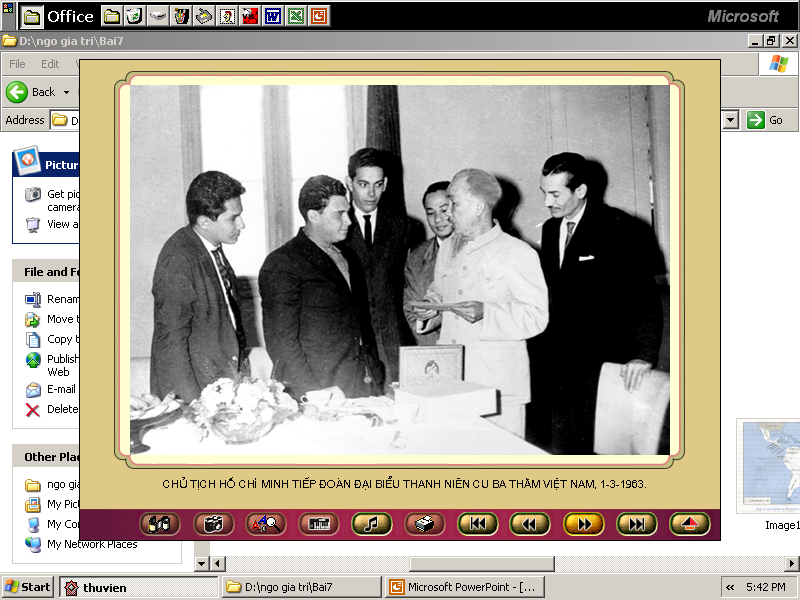 Office
Microsoft
D:\ngo gia tri\Bai7
File Edit
Back
Address
Go
Pictur
Get pic
camera
View a
File and Fo
Renam
Move t
Copy t
Publish
Web
E-mail
Delete
Other Plac
ngo gia
My Pict
My Con
My Network Places
CHỦ TỊCH HỒ CHÍ MINH TIẾP ĐOÀN ĐẠI BIỂU THANH NIÊN CU BA THĂM VIỆT NAM, 1-3-1963.
Image1
Start
thuvien
D:\ngo gia tri\Bai7
Microsoft PowerPoint - [...
5:42 PM